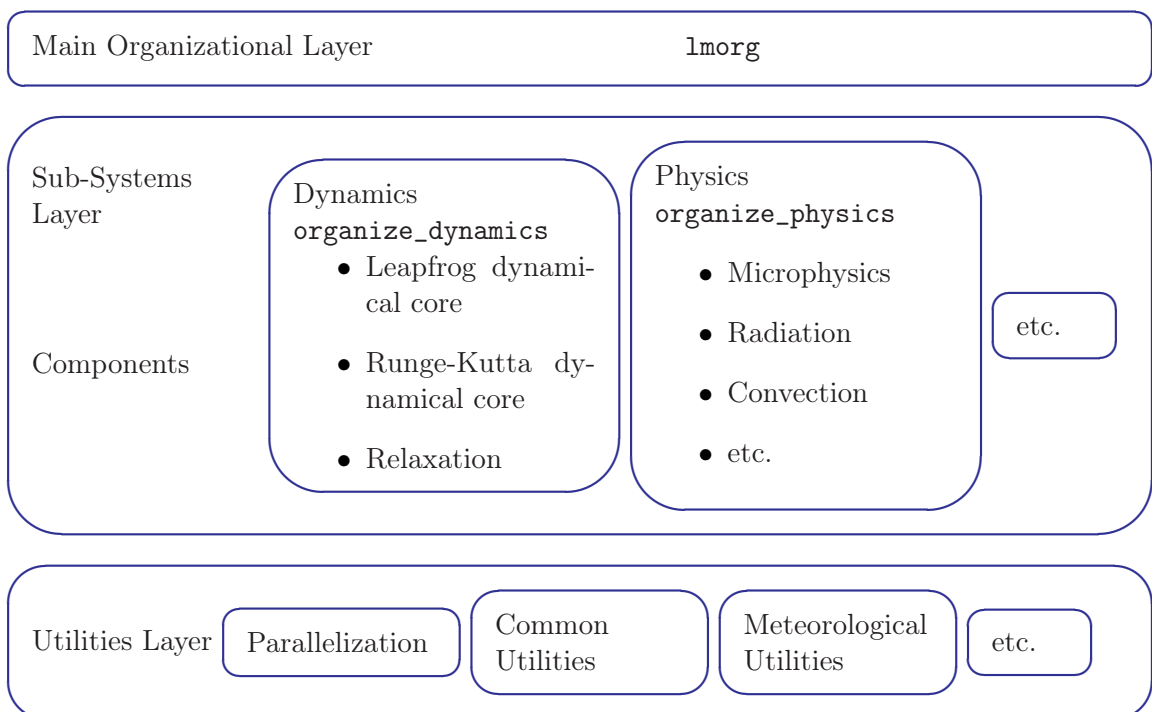 Main Organizational Layer lmorg
Sub-Systems
Layer
Components
Dynamics
organize_dynamics
• Leapfrog dynami-
cal core
• Runge-Kutta dy-
namical core
• Relaxation
Physics
organize_physics
• Microphysics
• Radiation
• Convection
• etc.
etc.
Utilities Layer
Parallelization
Common
Utilities
Meteorological
Utilities
etc.